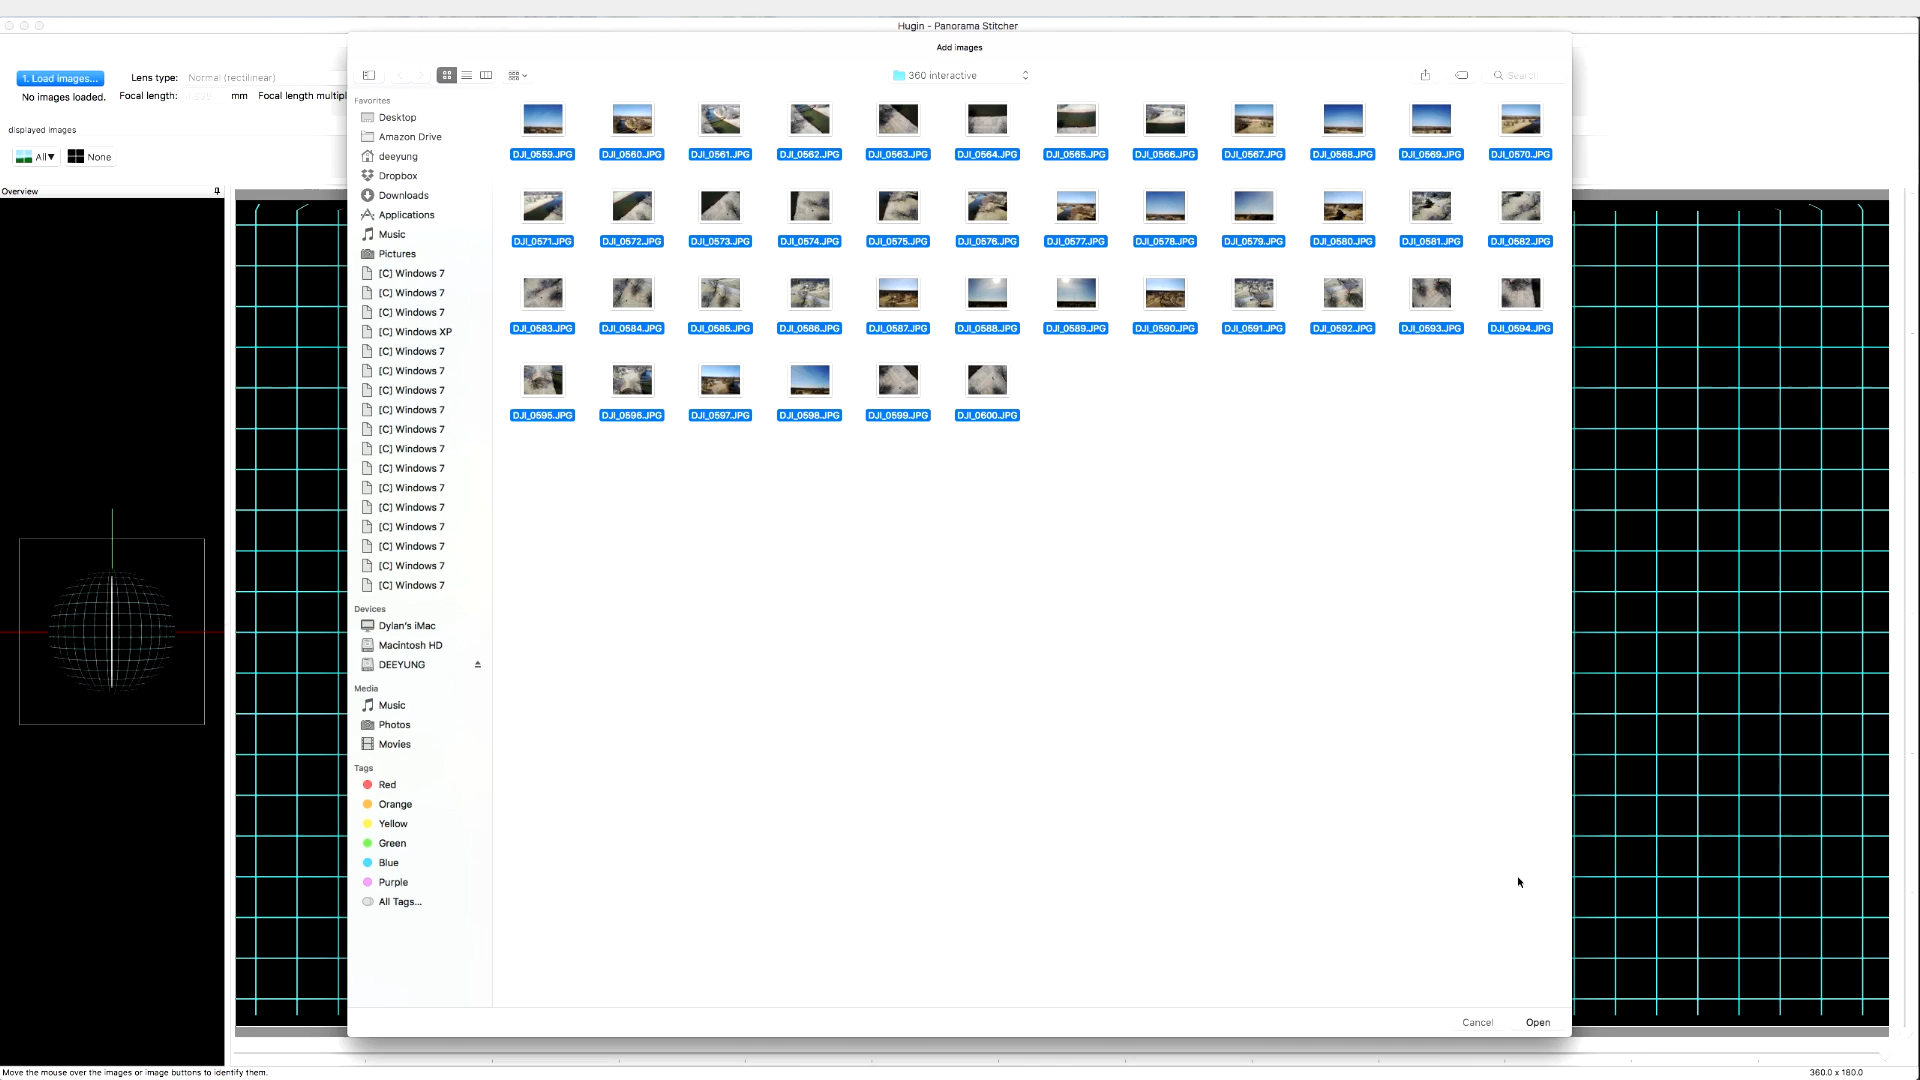 Hugin - Panorama Stitcher
Add images
1. Load images...
Lens type: Normal (rectilinear)
No images loaded.
Focal length:
mm
Focal length multipl
displayed images
All▾
None
Overview
360 interactive
Search
Favorites
Desktop
Amazon Drive
deeyung
Dropbox
Downloads
Applications
Music
Pictures
[C] Windows 7
[C] Windows 7
[C] Windows 7
[C] Windows XP
[C] Windows 7
[C] Windows 7
[C] Windows 7
[C] Windows 7
[C] Windows 7
[C] Windows 7
[C] Windows 7
[C] Windows 7
[C] Windows 7
[C] Windows 7
[C] Windows 7
[C] Windows 7
[C] Windows 7
Devices
Dylan's iMac
Macintosh HD
DEEYUNG
Media
Music
Photos
Movies
Tags
Red
Orange
Yellow
Green
Blue
Purple
All Tags...
DJI_0559.JPG DJI_0560.JPG DJI_0561.JPG DJI_0562.JPG DJI_0563.JPG DJI_0564.JPG DJI_0565.JPG DJI_0566.JPG DJI_0567.JPG DJI_0568.JPG DJI_0569.JPG DJI_0570.JPG
DJI_0571.JPG DJI_0572.JPG DJI_0573.JPG DJI_0574.JPG DJI_0575.JPG DJI_0576.JPG DJI_0577.JPG DJI_0578.JPG DJI_0579.JPG DJI_0580.JPG DJI_0581.JPG DJI_0582.JPG
DJI_0583.JPG DJI_0584.JPG DJI_0585.JPG DJI_0586.JPG DJI_0587.JPG DJI_0588.JPG DJI_0589.JPG DJI_0590.JPG DJI_0591.JPG DJI_0592.JPG DJI_0593.JPG DJI_0594.JPG
DJI_0595.JPG DJI_0596.JPG DJI_0597.JPG DJI_0598.JPG DJI_0599.JPG DJI_0600.JPG
Cancel
Open
Move the mouse over the images or image buttons to identify them.
360.0 x 180.0